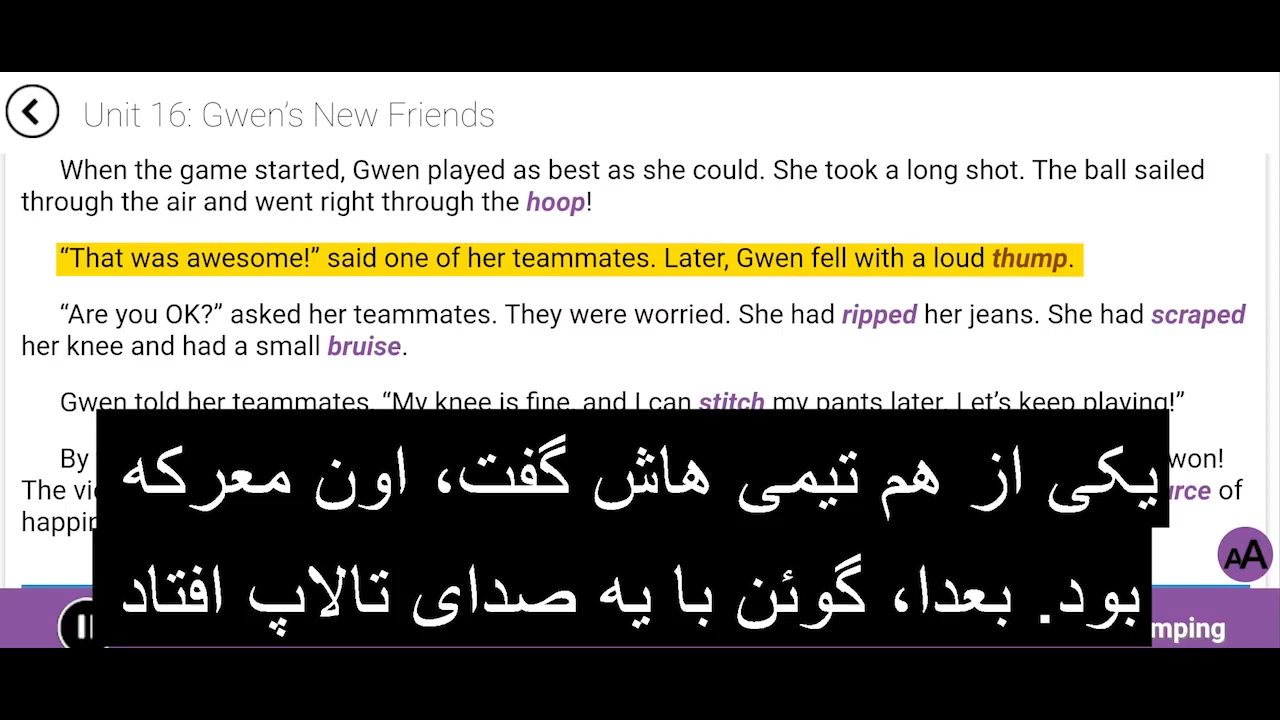 Unit 16: Gwen’s New Friends
When the game started, Gwen played as best as she could. She took a long shot. The ball sailed
through the air and went right through the hoop!
“That was awesome!” said one of her teammates. Later, Gwen fell with a loud thump.
“Are you OK?” asked her teammates. They were worried. She had ripped her jeans. She had scraped
her knee and had a small bruise.
Gwen told her teammates, “My knee is fine, and I can stitch my pants later. Let’s keep playing!”
By won!
The of
یکی از هم تیمی هاش گفت، اون معرکه
بود. بعدا، گوئن با یه صدای تالاپ افتاد
AA